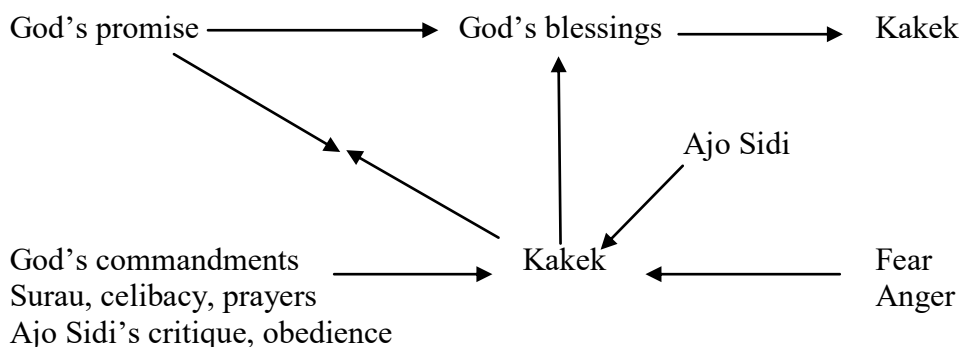 God’s promise God’s blessings Kakek
Ajo Sidi
God’s commandments Kakek Fear
Surau, celibacy, prayers Anger
Ajo Sidi’s critique, obedience